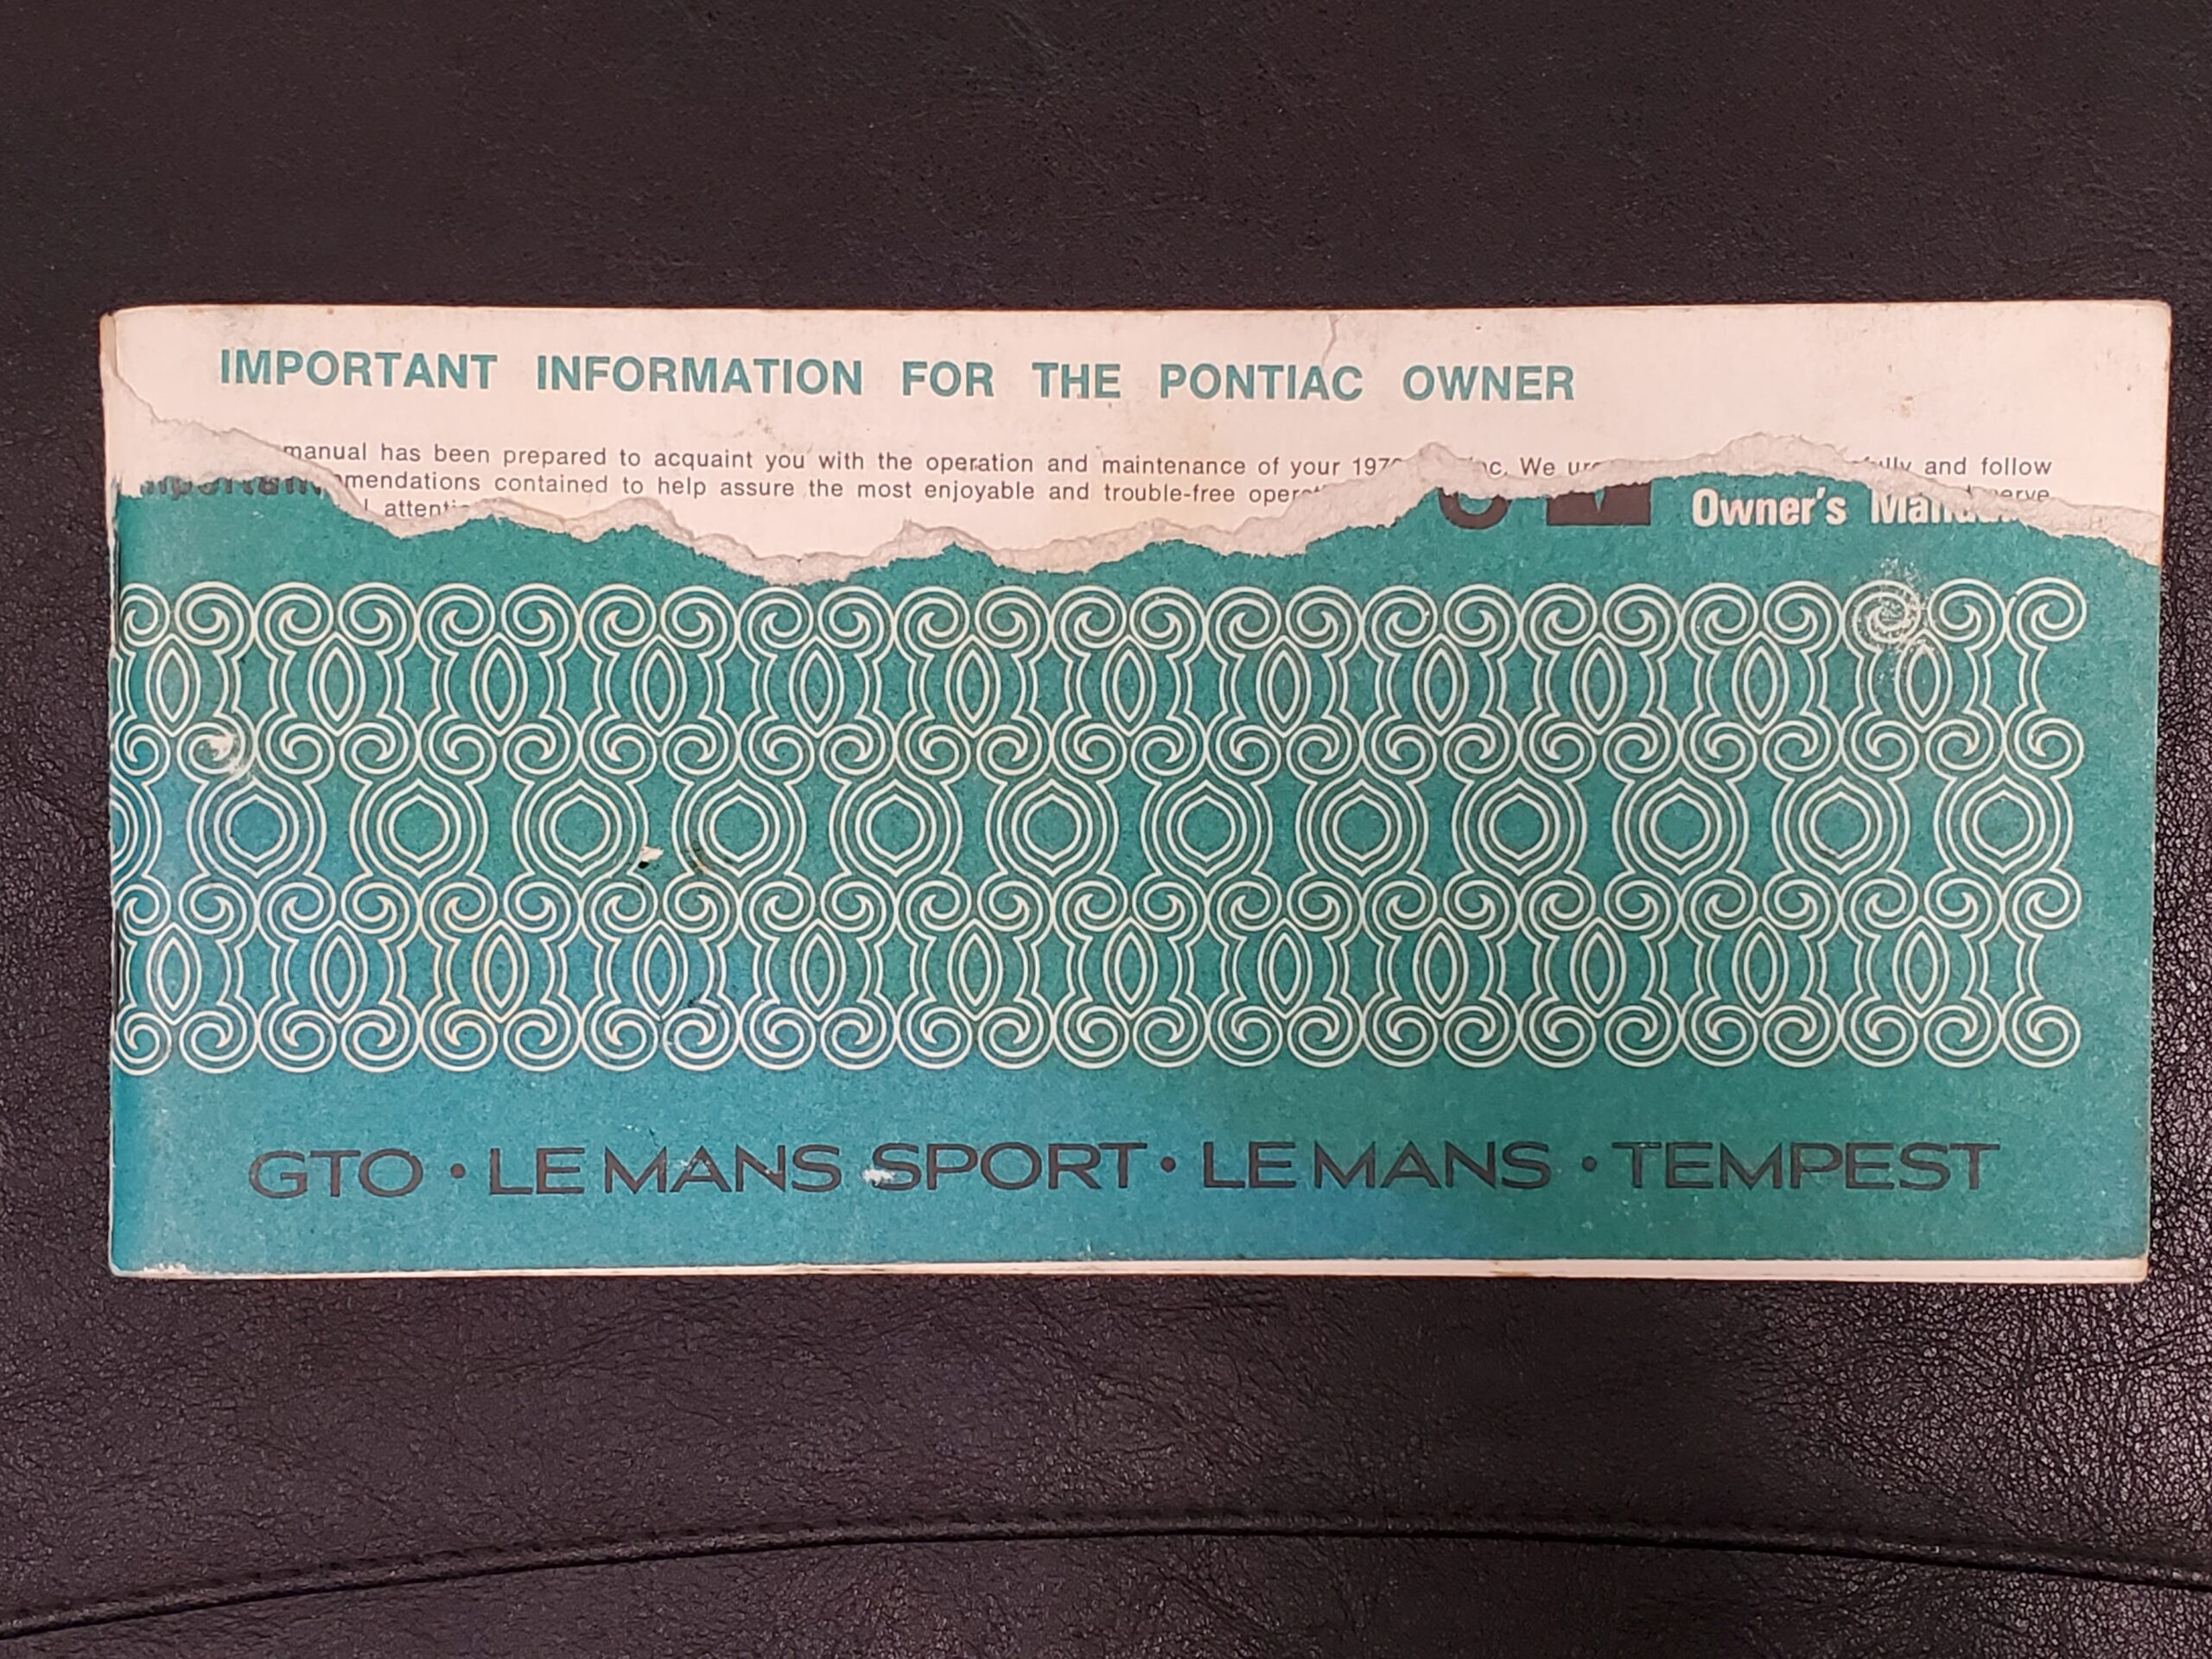 IMPORTANT INFORMATION FOR THE PONTIAC OWNER
manual has been prepared to acquaint you with the operation and maintenance of your 1970 We
contained to help assure the most enjoyable and trouble-free and follow
Owner's Manual
GTO • LE MANS SPORT • LE MANS • TEMPEST